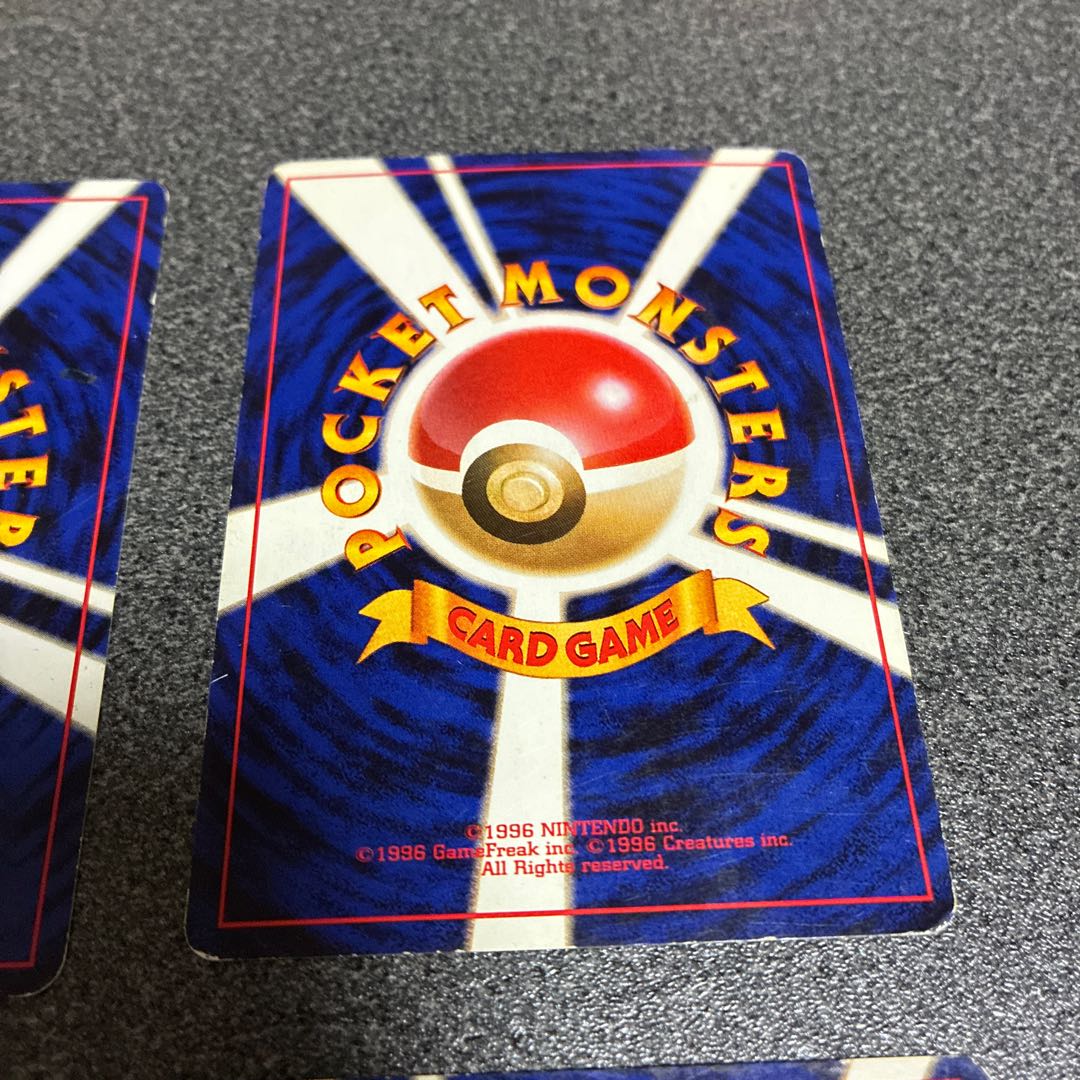 POCKET MONSTERS
CARD GAME
©1996 NINTENDO inc.
©1996 GameFreak inc. ©1996 Creatures inc.
All Rights reserved.